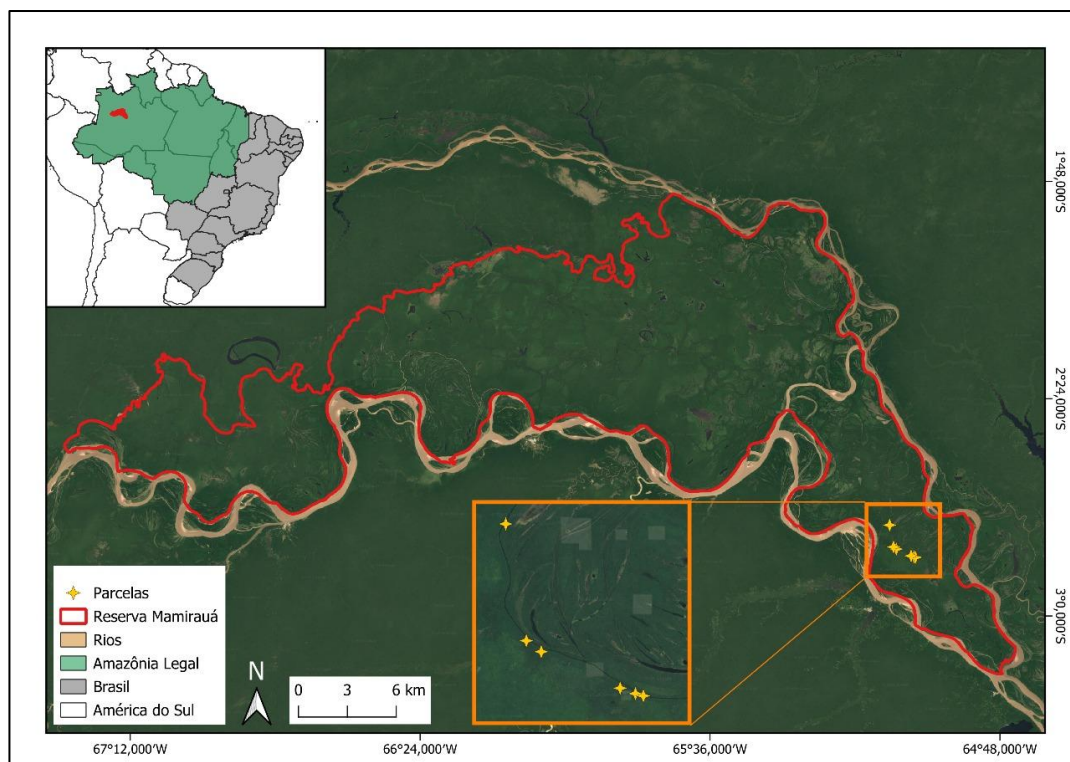 1°48,000'S
2°24,000'S
3°0,000'S
Parcelas
Reserva Mamirauá
Rios
Amazônia Legal
Brasil
América do Sul
N
0 3 6 km
67°12,000'W 66°24,000'W 65°36,000'W 64°48,000'W